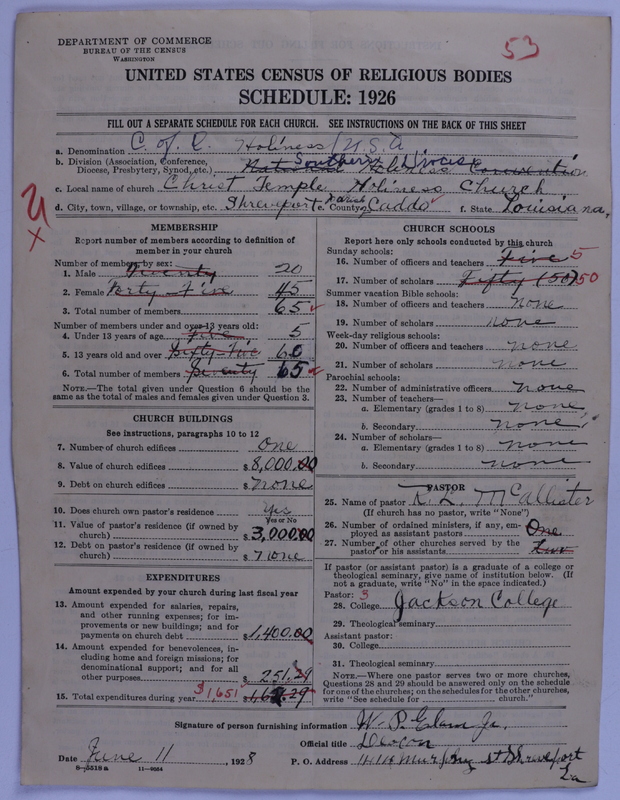 DEPARTMENT OF COMMERCE
BUREAU OF THE CENSUS
WASHINGTON
53
UNITED STATES CENSUS OF RELIGIOUS BODIES
SCHEDULE: 1926
FILL OUT A SEPARATE SCHEDULE FOR EACH CHURCH. SEE INSTRUCTIONS ON THE BACK OF THIS SHEET
a. Denomination C. of C. Holiness U.S.A
b. Division (Association, Conference, Southern Diocise
Diocese, Presbytery, Synod, etc.) National Holiness Convention
c. Local name of church Christ Temple Holiness Church
d. City, town, village, or township, etc. Shreveport e. County Parish Caddo f. State Louisiana,
MEMBERSHIP
Report number of members according to definition of
member in your church
Number of members by sex:
1. Male Twenty 20
2. Female Forty-Five 45
3. Total number of members 65
Number of members under and over 13 years old:
4. Under 13 years of age Five, 5
5. 13 years old and over Sixty-Two 60
6. Total number of members Seventy 65
NOTE.—The total given under Question 6 should be the
same as the total of males and females given under Question 3.
CHURCH BUILDINGS
See instructions, paragraphs 10 to 12
7. Number of church edifices One
8. Value of church edifices $8,000.00
9. Debt on church edifices $none
10. Does church own pastor's residence? Yes
Yes or No
11. Value of pastor's residence (if owned by
church) $3,000.00
12. Debt on pastor's residence (if owned by
church) $none
EXPENDITURES
Amount expended by your church during last fiscal year
13. Amount expended for salaries, repairs,
and other running expenses; for im-
provements or new buildings; and for
payments on church debt $1,400.00
14. Amount expended for benevolences, in-
cluding home and foreign missions; for
denominational support; and for all
other purposes $251.29
15. Total expenditures during year $1,651
CHURCH SCHOOLS
Report here only schools conducted by this church
Sunday schools:
16. Number of officers and teachers Five 5
17. Number of scholars Fifty (50) 50
Summer vacation Bible schools:
18. Number of officers and teachers none
19. Number of scholars none
Week-day religious schools:
20. Number of officers and teachers none
21. Number of scholars none
Parochial schools:
22. Number of administrative officers none
23. Number of teachers—
a. Elementary (grades 1 to 8) none
b. Secondary none
24. Number of scholars—
a. Elementary (grades 1 to 8) none
b. Secondary none
PASTOR
25. Name of pastor McCallister
(If church has no pastor, write "None")
26. Number of ordained ministers, if any, em-
ployed as assistant pastors One
27. Number of other churches served by the
pastor or his assistants
If pastor (or assistant pastor) is a graduate of a college or
theological seminary, give name of institution below. (If
not a graduate, write "No" in the space indicated.)
Pastor: 3
28. College Jackson College
29. Theological seminary
Assistant pastor:
30. College
31. Theological seminary
NOTE.—Where one pastor serves two or more churches,
Questions 28 and 29 should be answered only on the schedule
for one of the churches; on the schedules for the other churches,
write "See schedule for church."
Signature of person furnishing information W. P. Elam Jr.
Official title Deacon
Date June 11, 1928 P. O. Address Murphy St Shreveport
La
8-5518a 11-9084